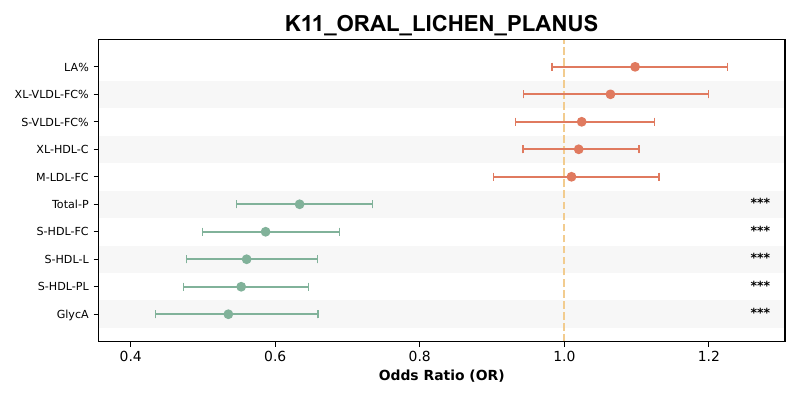 K11_ORAL_LICHEN_PLANUS
LA%
XL-VLDL-FC%
S-VLDL-FC%
XL-HDL-C
M-LDL-FC
Total-P ***
S-HDL-FC ***
S-HDL-L ***
S-HDL-PL ***
GlycA ***
0.4 0.6 0.8 1.0 1.2
Odds Ratio (OR)